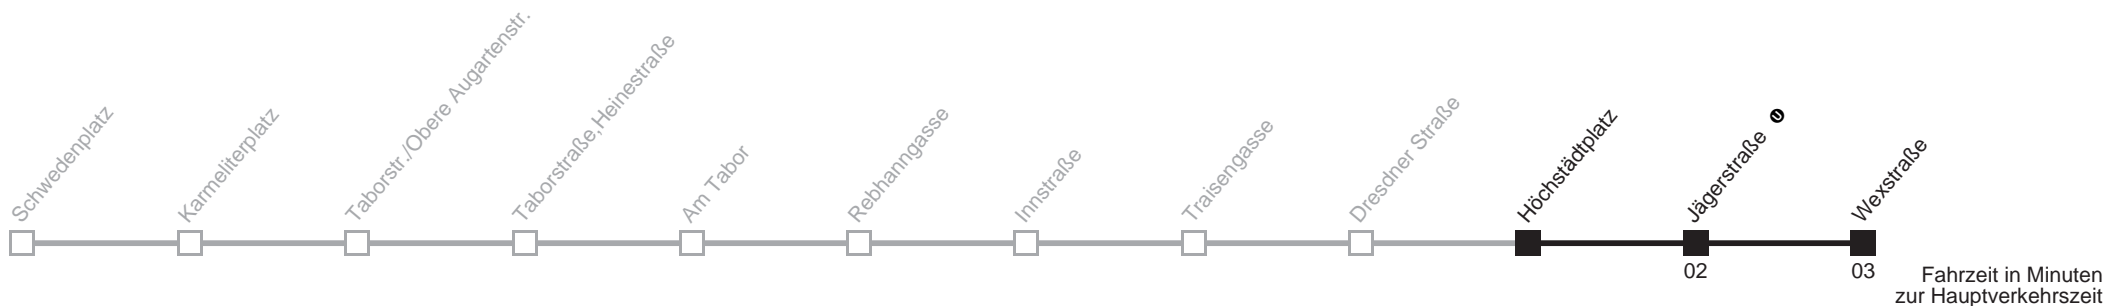 Schwedenplatz
Karmeliterplatz
Taborstr./Obere Augartenstr.
Taborstraße,Heinestraße
Am Tabor
Rebhanngasse
Innstraße
Traisengasse
Dresdner Straße
Höchstädtplatz
Jägerstraße U
Wexstraße
02
03
Fahrzeit in Minuten
zur Hauptverkehrszeit